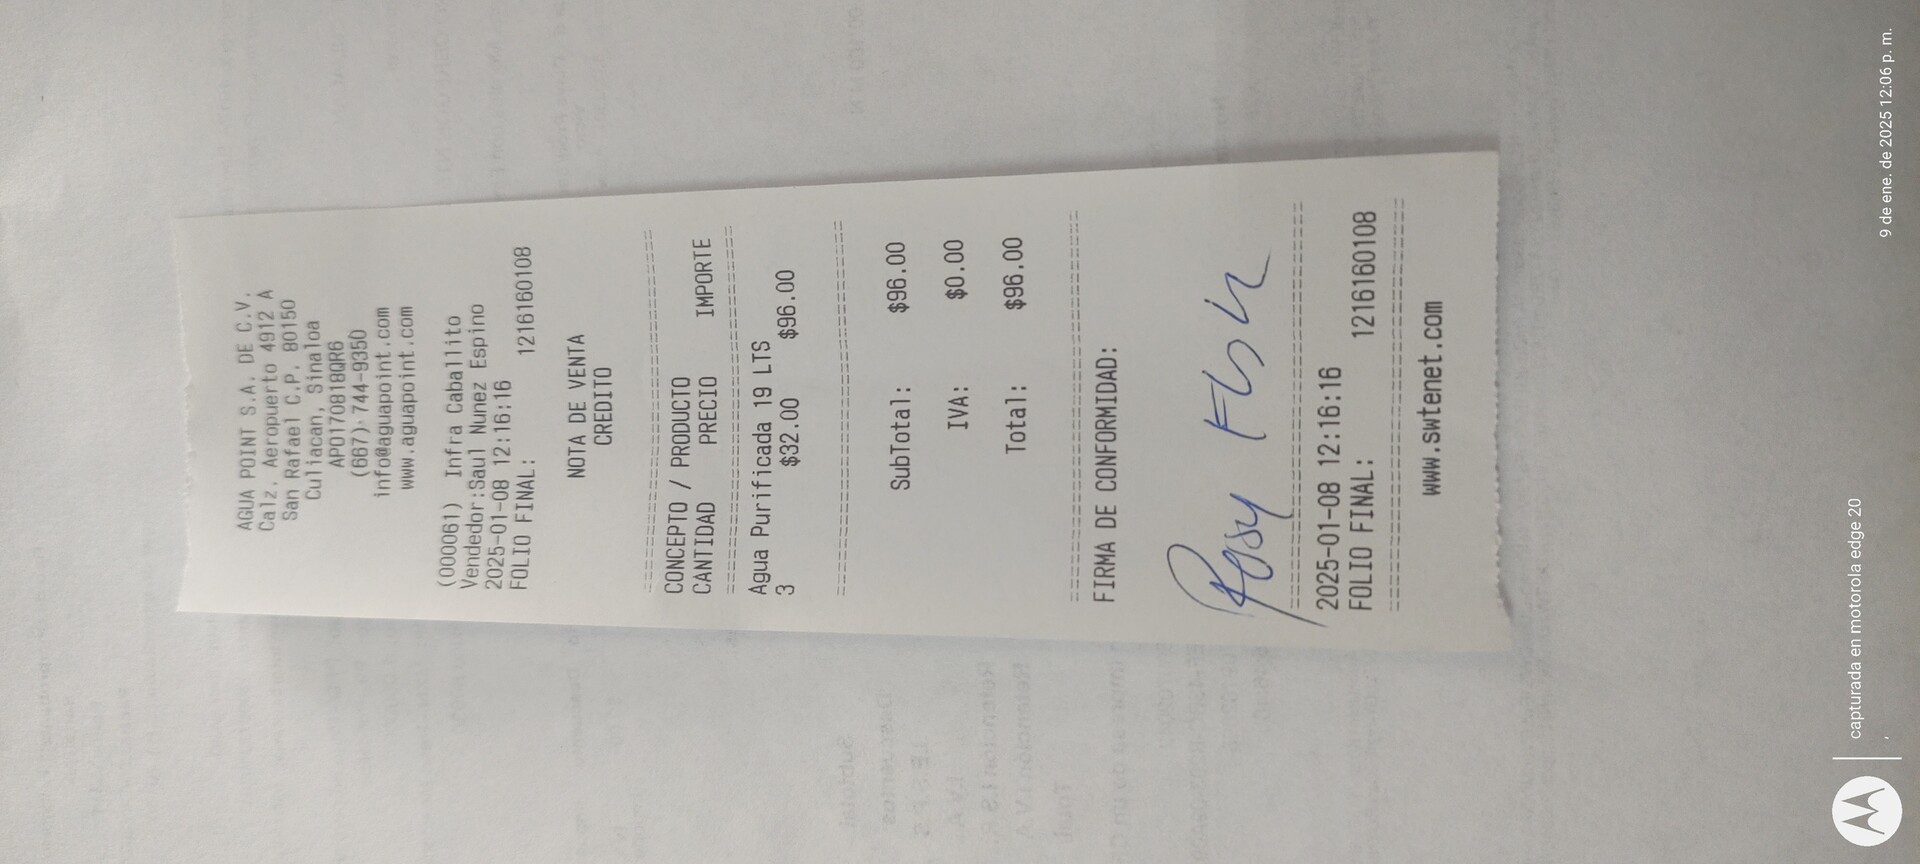 AGUA POINT S.A. DE C.V.
Calz. Aeropuerto 4912 A
San Rafael C.P. 80150
Culiacan, Sinaloa
APO170818QR6
(667) 744-9350
info@aguapoint.com
www.aguapoint.com
(000061) Infra Caballito
Vendedor:Saul Nunez Espino
2025-01-08 12:16:16
FOLIO FINAL: 1216160108
NOTA DE VENTA
CREDITO
CONCEPTO / PRODUCTO
CANTIDAD PRECIO IMPORTE
Agua Purificada 19 LTS
3 $32.00 $96.00
SubTotal: $96.00
IVA: $0.00
Total: $96.00
FIRMA DE CONFORMIDAD:
Rosy
2025-01-08 12:16:16
FOLIO FINAL: 1216160108
www.swtenet.com
capturada en motorola edge 20
9 de ene. de 2025 12:06 p. m.